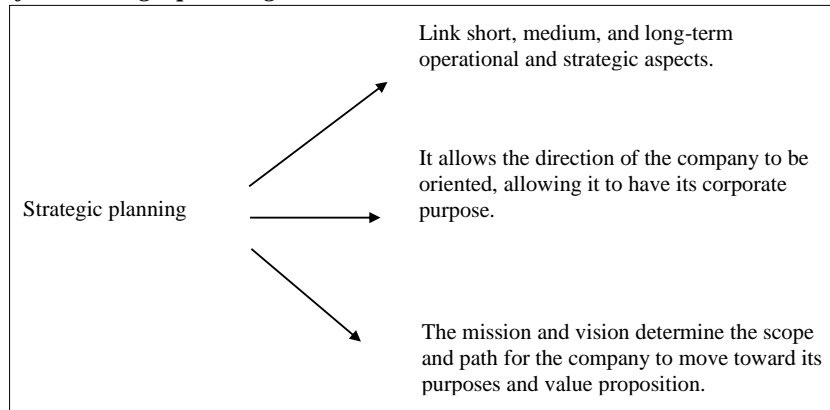 Link short, medium, and long-term
operational and strategic aspects.
It allows the direction of the company to be
oriented, allowing it to have its corporate
purpose.
Strategic planning
The mission and vision determine the scope
and path for the company to move toward its
purposes and value proposition.